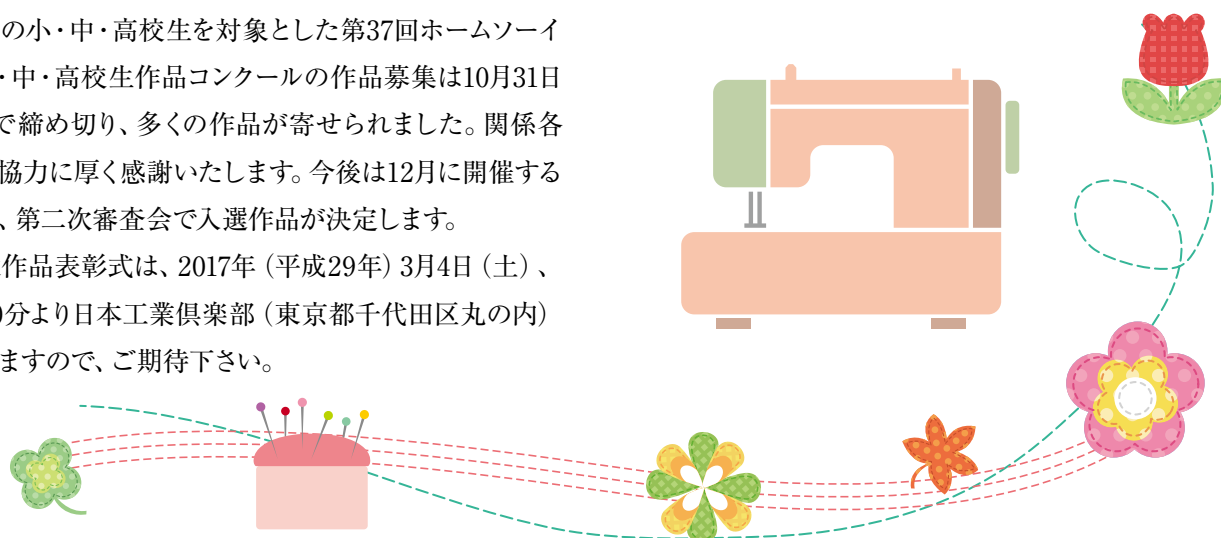 の小・中・高校生を対象とした第37回ホームソーイ
・中・高校生作品コンクールの作品募集は10月31日
で締め切り、多くの作品が寄せられました。関係各
協力に厚く感謝いたします。今後は12月に開催する
、第二次審査会で入選作品が決定します。
作品表彰式は、2017年（平成29年）3月4日（土）、
0分より日本工業倶楽部（東京都千代田区丸の内）
ますので、ご期待下さい。